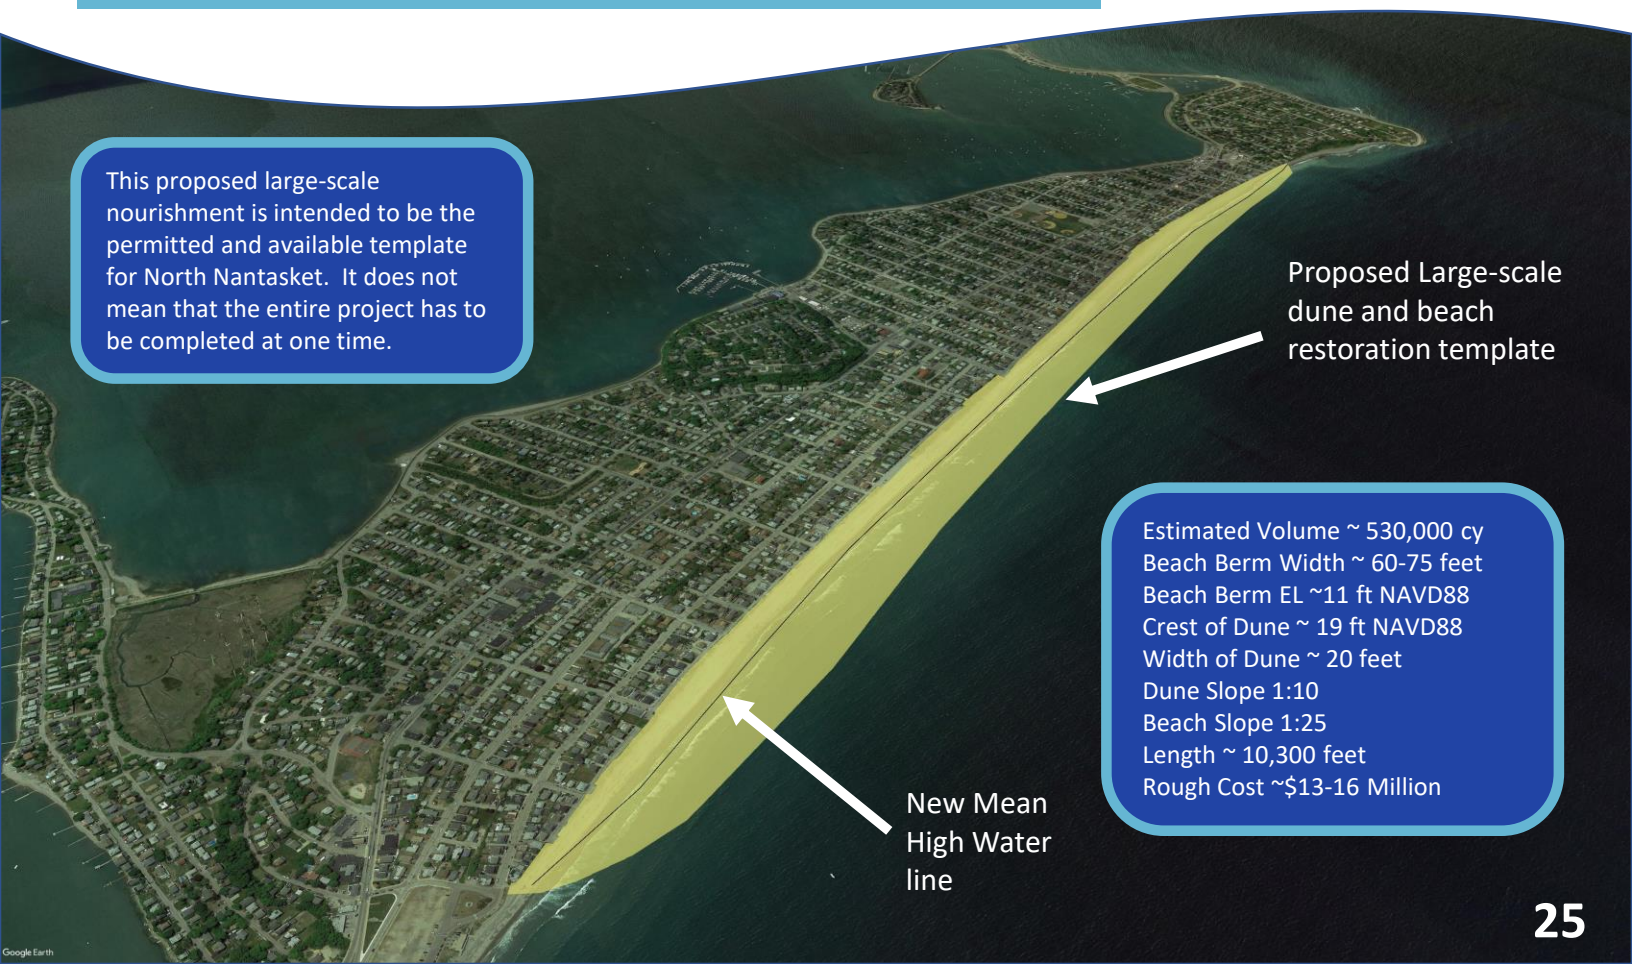 This proposed large-scale
nourishment is intended to be the
permitted and available template
for North Nantasket.  It does not
mean that the entire project has to
be completed at one time.
Proposed Large-scale
dune and beach
restoration template
Estimated Volume ~ 530,000 cy
Beach Berm Width ~ 60-75 feet
Beach Berm EL ~11 ft NAVD88
Crest of Dune ~ 19 ft NAVD88
Width of Dune ~ 20 feet
Dune Slope 1:10
Beach Slope 1:25
Length ~ 10,300 feet
Rough Cost ~$13-16 Million
New Mean
High Water
line
25
Google Earth